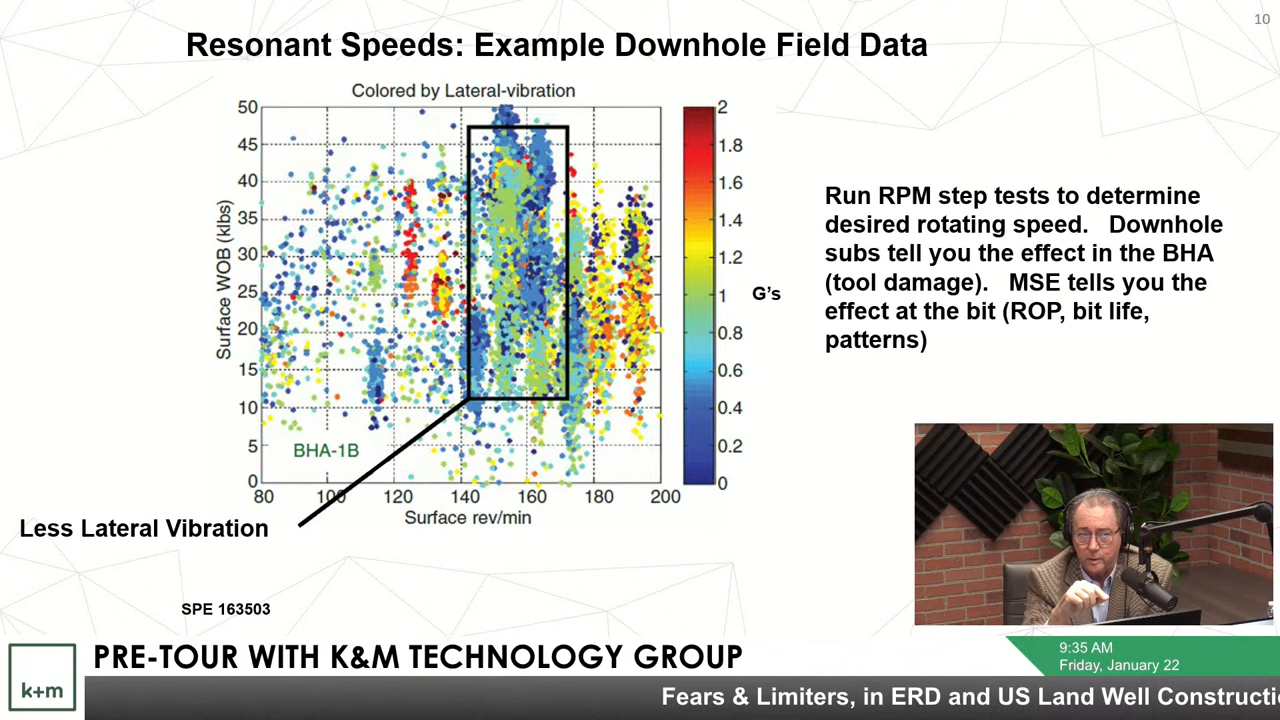 10
Resonant Speeds: Example Downhole Field Data
Colored by Lateral-vibration
50
45
40
35
30
25
20
15
10
5
0
Surface WOB (klbs)
80 100 120 140 160 180 200
Surface rev/min
BHA-1B
2
1.8
1.6
1.4
1.2
1
0.8
0.6
0.4
0.2
0
G's
Run RPM step tests to determine
desired rotating speed. Downhole
subs tell you the effect in the BHA
(tool damage). MSE tells you the
effect at the bit (ROP, bit life,
patterns)
Less Lateral Vibration
SPE 163503
k+m
PRE-TOUR WITH K&M TECHNOLOGY GROUP
9:35 AM
Friday, January 22
Fears & Limiters, in ERD and US Land Well Constructi